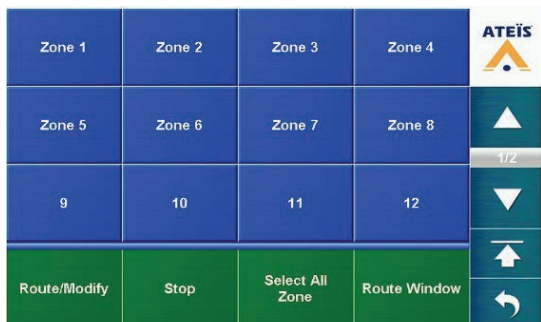 Zone 1 Zone 2 Zone 3 Zone 4 ATEÏS
Zone 5 Zone 6 Zone 7 Zone 8
1/2
9 10 11 12
Route/Modify Stop Select All Zone Route Window